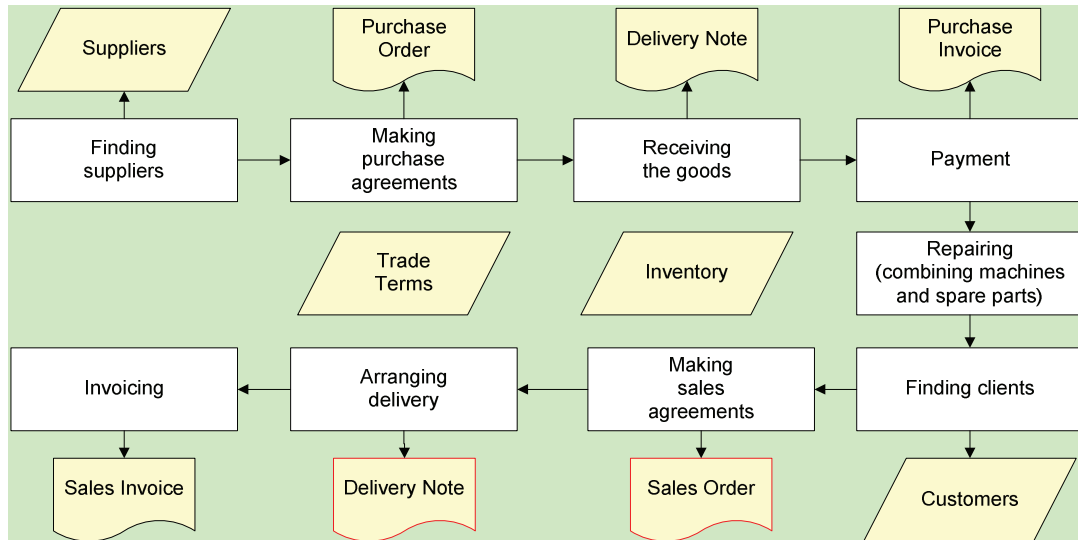 Suppliers
Purchase
Order
Delivery Note
Purchase
Invoice
Finding
suppliers
Making
purchase
agreements
Receiving
the goods
Payment
Trade
Terms
Inventory
Repairing
(combining machines
and spare parts)
Invoicing
Arranging
delivery
Making
sales
agreements
Finding clients
Sales Invoice
Delivery Note
Sales Order
Customers